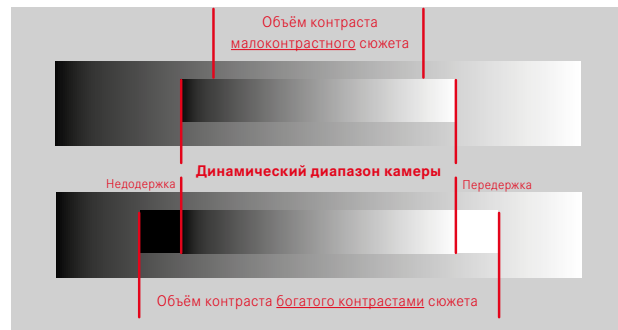 Объём контраста
малоконтрастного сюжета
Динамический диапазон камеры
Недодержка
Передержка
Объём контраста богатого контрастами сюжета